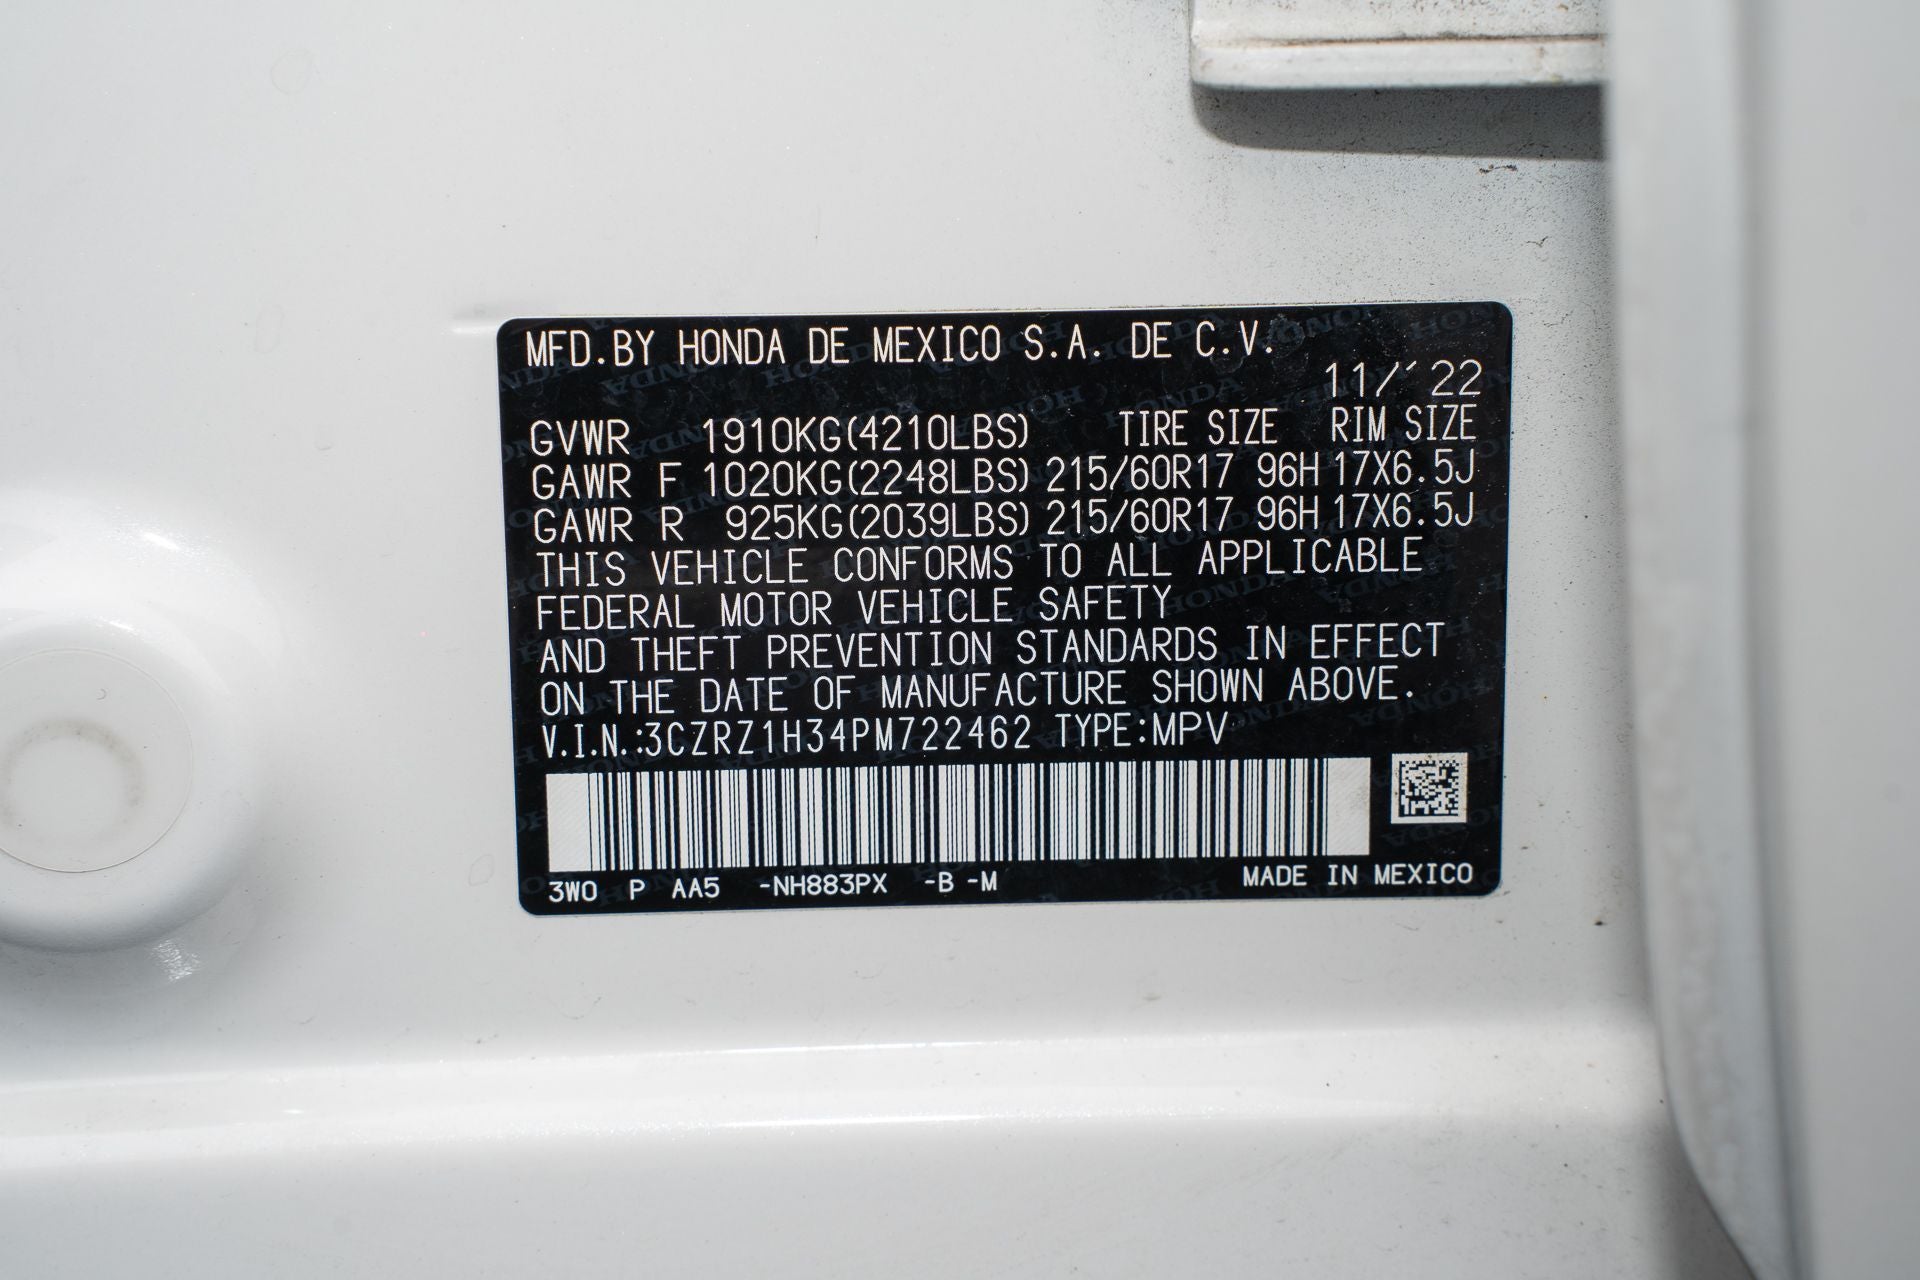 MFD.BY HONDA DE MEXICO S.A. DE C.V.
11/'22
GVWR 1910KG(4210LBS) TIRE SIZE RIM SIZE
GAWR F 1020KG(2248LBS) 215/60R17 96H 17X6.5J
GAWR R 925KG(2039LBS) 215/60R17 96H 17X6.5J
THIS VEHICLE CONFORMS TO ALL APPLICABLE
FEDERAL MOTOR VEHICLE SAFETY
AND THEFT PREVENTION STANDARDS IN EFFECT
ON THE DATE OF MANUFACTURE SHOWN ABOVE.
V.I.N.:3CZRZ1H34PM722462 TYPE:MPV
3W0 P AA5 -NH883PX -B -M MADE IN MEXICO